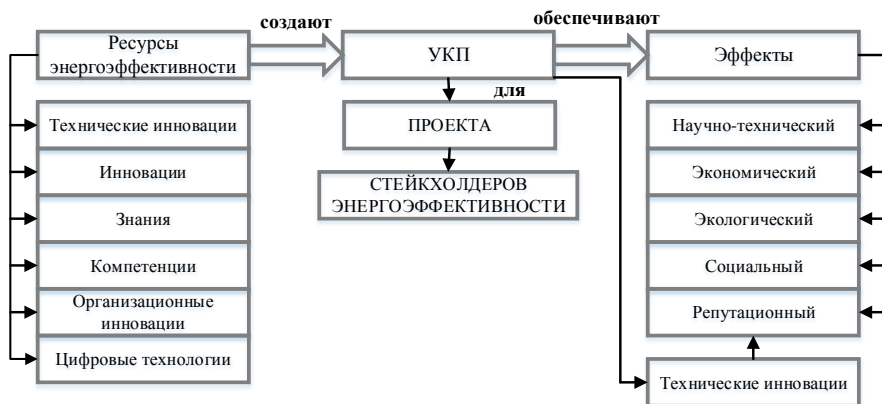 создают
обеспечивают
Ресурсы
энергоэффективности
УКП
Эффекты
для
Технические инновации
ПРОЕКТА
Научно-технический
Инновации
СТЕЙКХОЛДЕРОВ
ЭНЕРГОЭФФЕКТИВНОСТИ
Экономический
Знания
Экологический
Компетенции
Социальный
Организационные
инновации
Репутационный
Цифровые технологии
Технические инновации